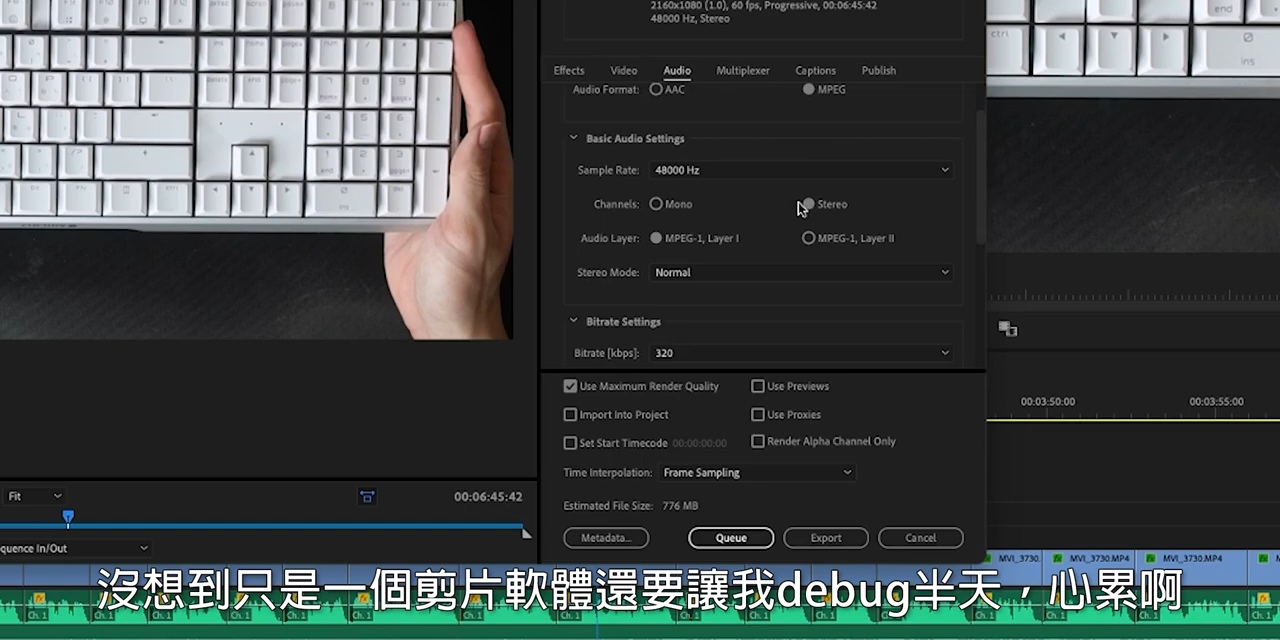 2160x1080 (1.0), 60 fps, Progressive, 00:06:45:42
48000 Hz, Stereo
Effects Video Audio Multiplexer Captions Publish
Audio Format: AAC MPEG
Basic Audio Settings
Sample Rate: 48000 Hz
Channels: Mono Stereo
Audio Layer: MPEG-1, Layer I MPEG-1, Layer II
Stereo Mode: Normal
Bitrate Settings
Bitrate [kbps]: 320
Use Maximum Render Quality Use Previews
Import Into Project Use Proxies
Set Start Timecode 00:00:00:00 Render Alpha Channel Only
Time Interpolation: Frame Sampling
Estimated File Size: 776 MB
Metadata... Queue Export Cancel
Fit 00:06:45:42
quence In/Out
00:03:50:00 00:03:55:00
MVI_3730. MVI_3730.MP4 MVI_3730.MP4
沒想到只是一個剪片軟體還要讓我debug半天，心累啊
end
ctrl
ins